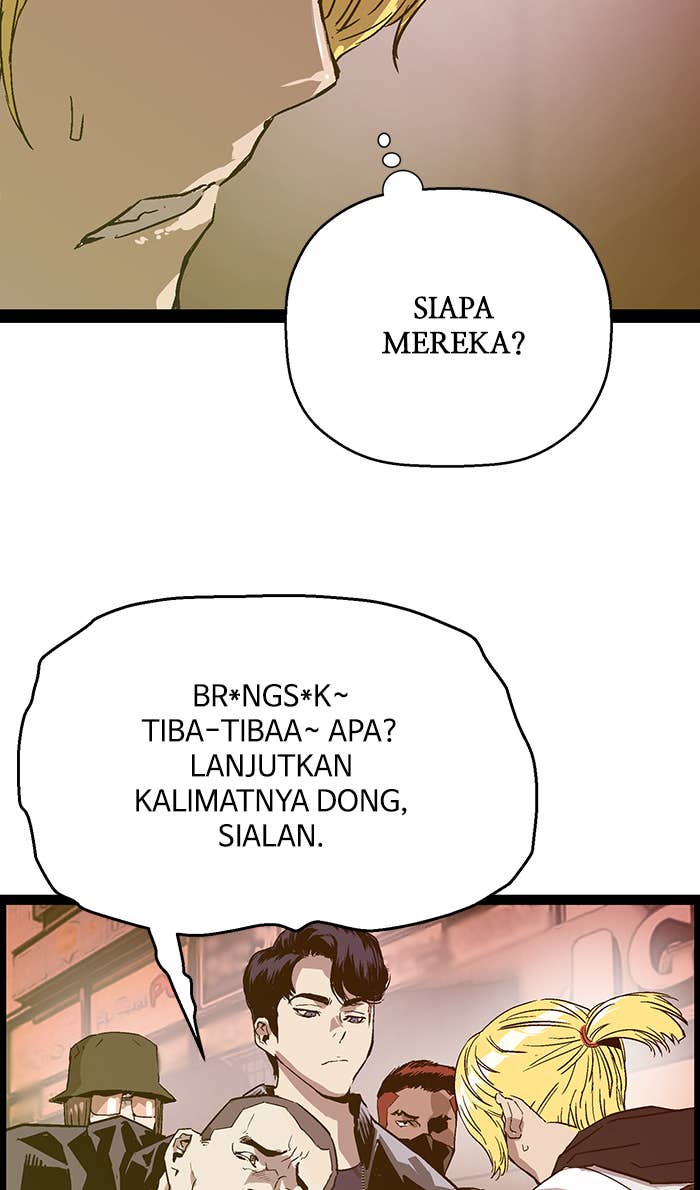 SIAPA
MEREKA?
BR*NGS*K~
TIBA-TIBAA~ APA?
LANJUTKAN
KALIMATNYA DONG,
SIALAN.